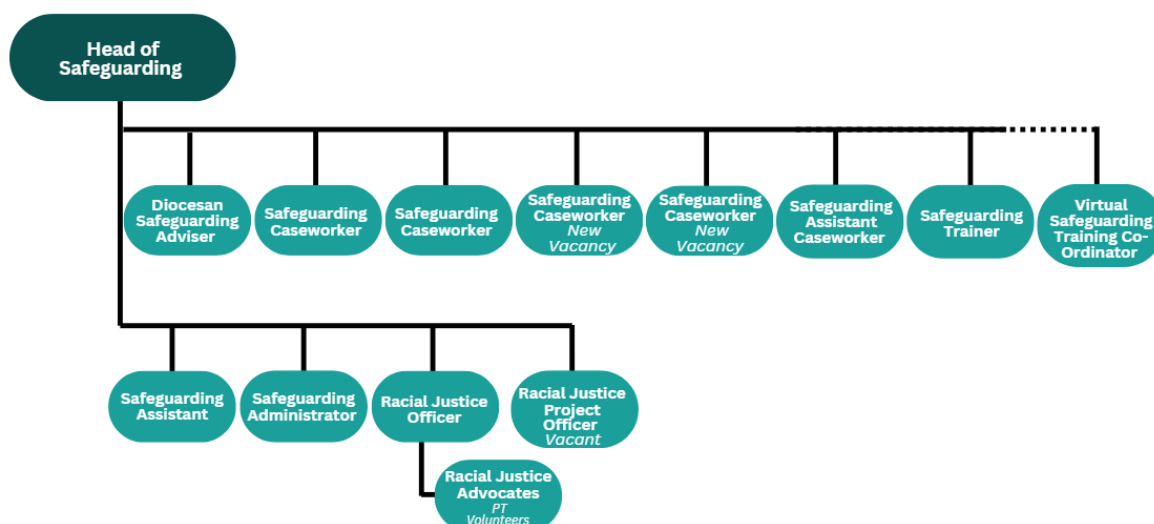 Head of
Safeguarding
Diocesan
Safeguarding
Adviser
Safeguarding
Caseworker
Safeguarding
Caseworker
Safeguarding
Caseworker
New
Vacancy
Safeguarding
Caseworker
New
Vacancy
Safeguarding
Assistant
Caseworker
Safeguarding
Trainer
Virtual
Safeguarding
Training Co-
Ordinator
Safeguarding
Assistant
Safeguarding
Administrator
Racial Justice
Officer
Racial Justice
Project
Officer
Vacant
Racial Justice
Advocates
PT
Volunteers